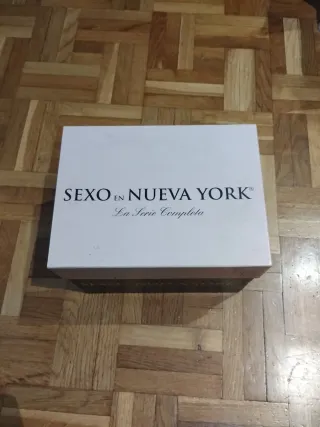 SEXO EN NUEVA YORK®
La Serie Completa